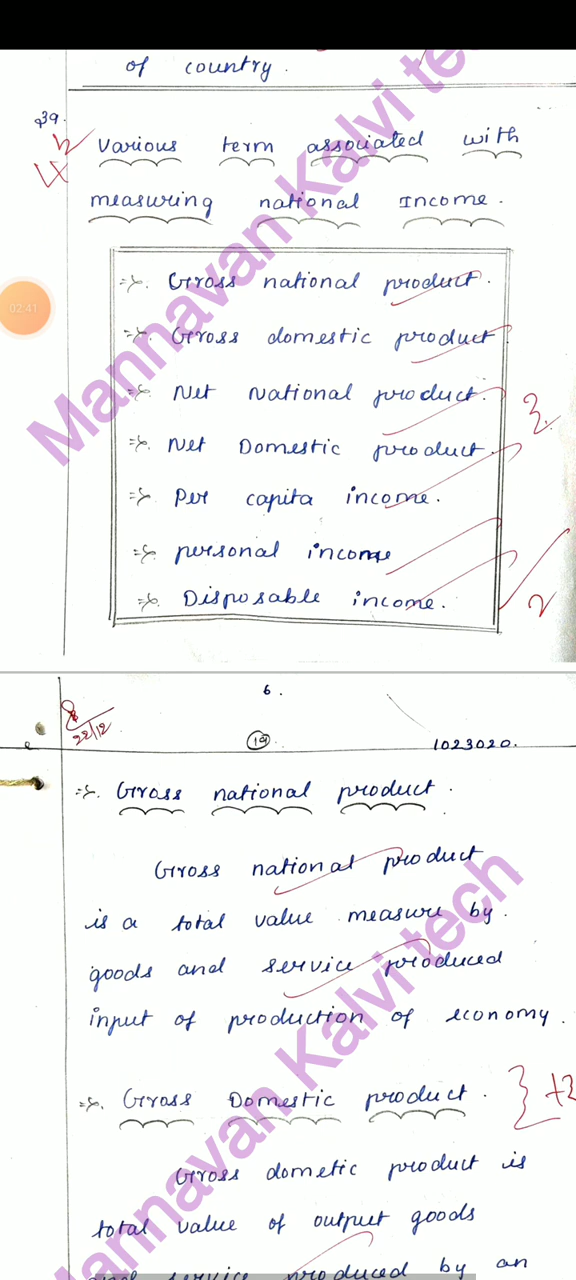 of country.
39.
Various term associated with
measuring national Income.
02:41
Gross national product.
Gross domestic product.
Net National product.
Net Domestic product.
Per capita income.
personal income
Disposable income.
2
6.
22/12
19
1023020.
Gross national product.
Gross national product
is a total value measure by.
goods and service produced
input of production of economy.
Gross Domestic product.
Gross dometic product is
total value of output goods
and service produced by an
Mannavan Kalvi tech
Mannavan Kalvi tech